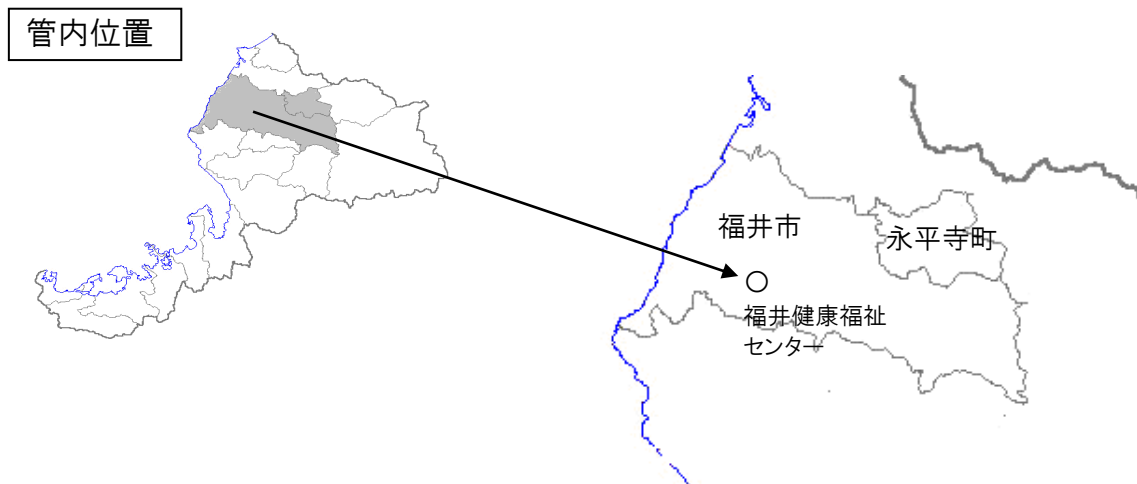 管内位置
福井市
永平寺町
福井健康福祉
センター